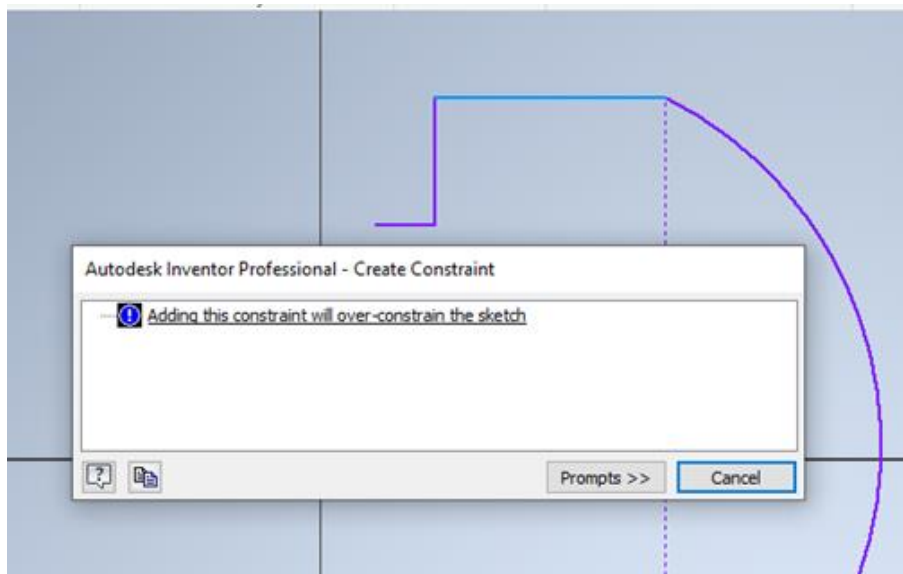 Autodesk Inventor Professional - Create Constraint
Adding this constraint will over-constrain the sketch
Prompts >> Cancel